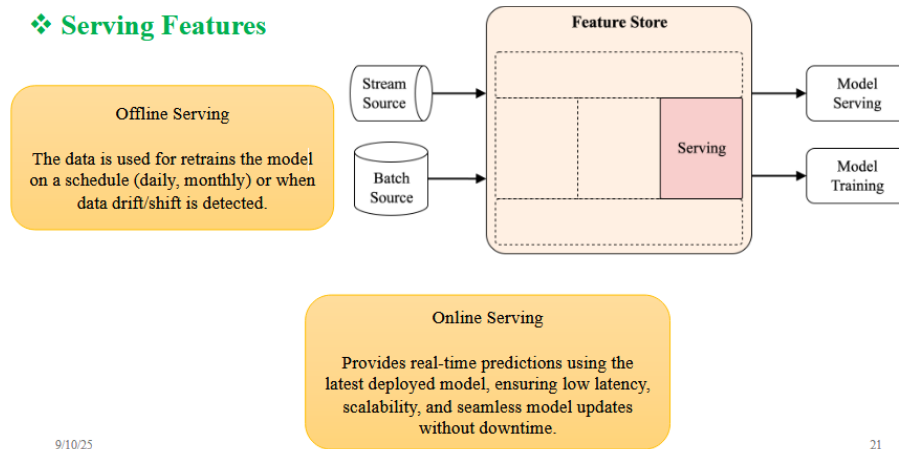 ❖ Serving Features
Offline Serving
The data is used for retrains the model
on a schedule (daily, monthly) or when
data drift/shift is detected.
Feature Store
Stream
Source
Batch
Source
Serving
Model
Serving
Model
Training
Online Serving
Provides real-time predictions using the
latest deployed model, ensuring low latency,
scalability, and seamless model updates
without downtime.
9/10/25
21